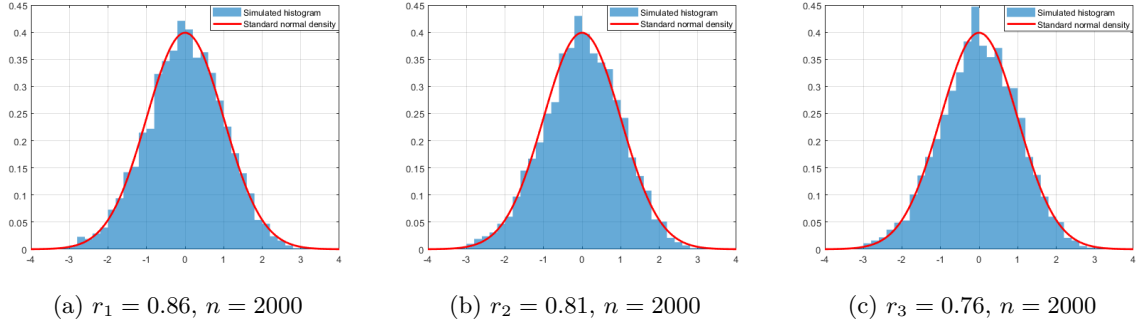 Simulated histogram
Standard normal density
0.45
0.4
0.35
0.3
0.25
0.2
0.15
0.1
0.05
0
-4 -3 -2 -1 0 1 2 3 4
(a) r₁ = 0.86, n = 2000
Simulated histogram
Standard normal density
0.45
0.4
0.35
0.3
0.25
0.2
0.15
0.1
0.05
0
-4 -3 -2 -1 0 1 2 3 4
(b) r₂ = 0.81, n = 2000
Simulated histogram
Standard normal density
0.45
0.4
0.35
0.3
0.25
0.2
0.15
0.1
0.05
0
-4 -3 -2 -1 0 1 2 3 4
(c) r₃ = 0.76, n = 2000